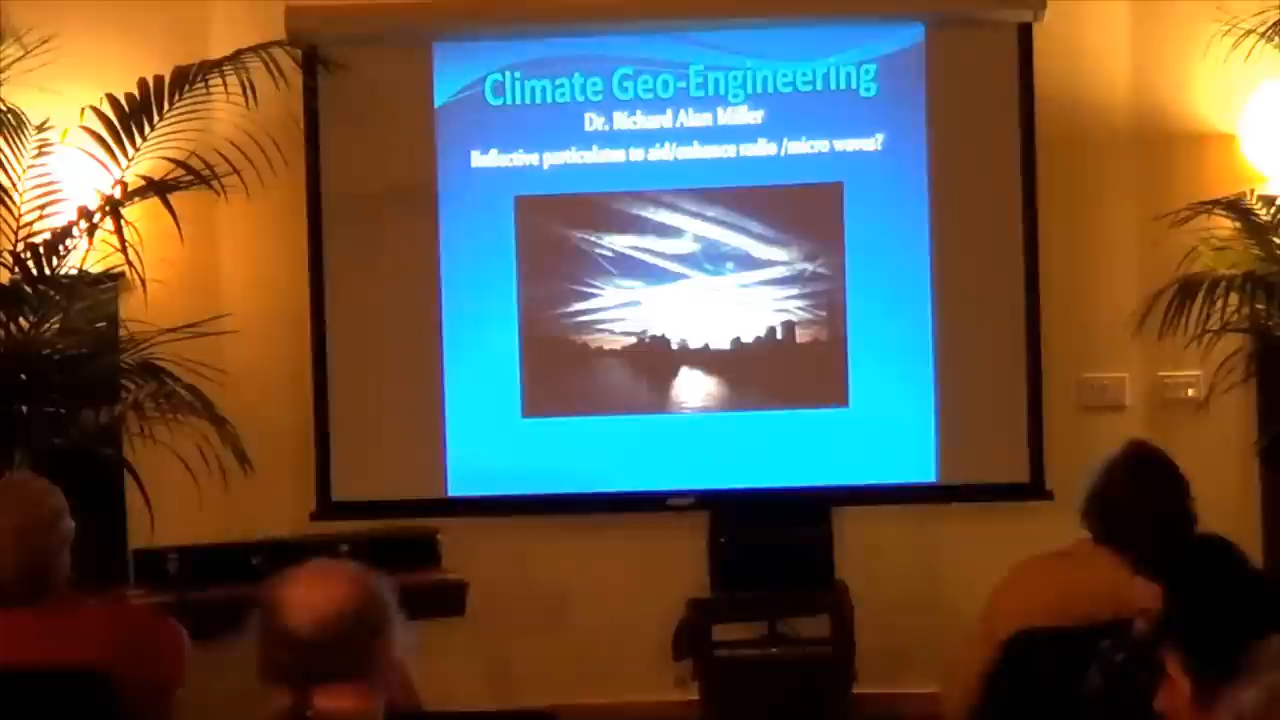 Climate Geo-Engineering
Dr. Richard Alan Miller
Reflective particulates to aid/enhance radio /micro waves?